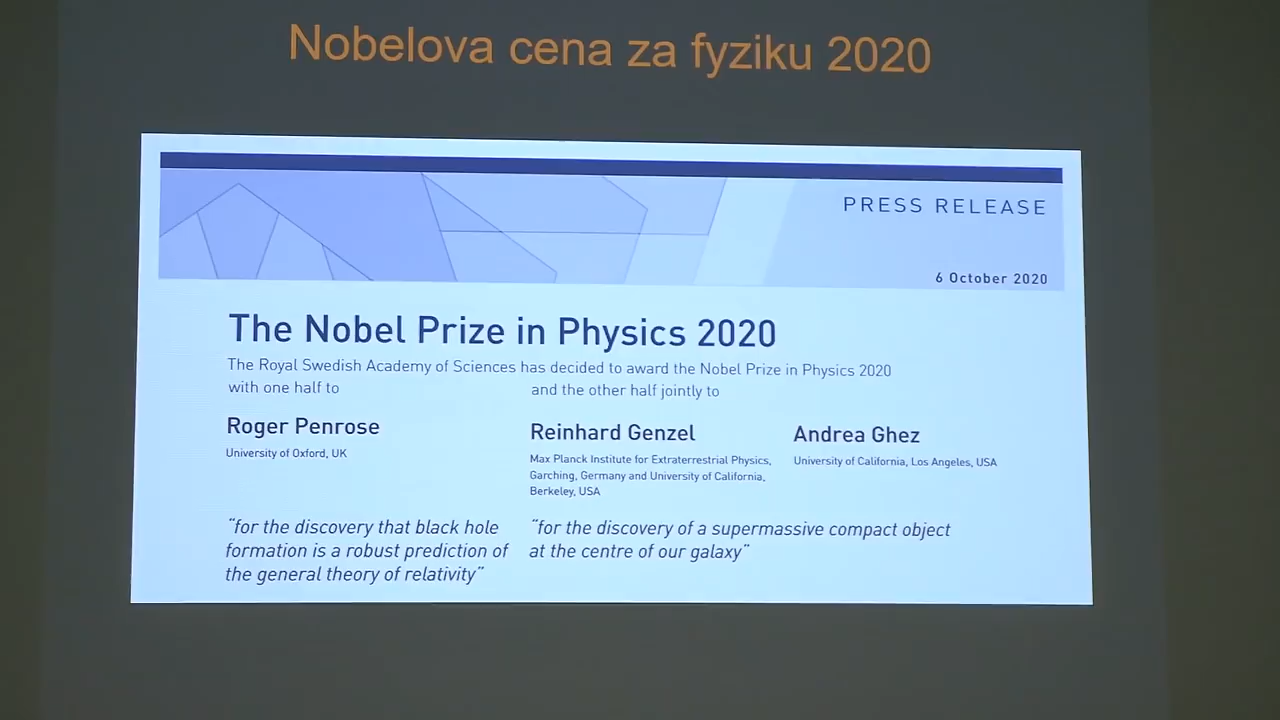 Nobelova cena za fyziku 2020
PRESS RELEASE
6 October 2020
The Nobel Prize in Physics 2020
The Royal Swedish Academy of Sciences has decided to award the Nobel Prize in Physics 2020
with one half to
and the other half jointly to
Roger Penrose
University of Oxford, UK
Reinhard Genzel
Max Planck Institute for Extraterrestrial Physics,
Garching, Germany and University of California,
Berkeley, USA
Andrea Ghez
University of California, Los Angeles, USA
"for the discovery that black hole
formation is a robust prediction of
the general theory of relativity"
"for the discovery of a supermassive compact object
at the centre of our galaxy"